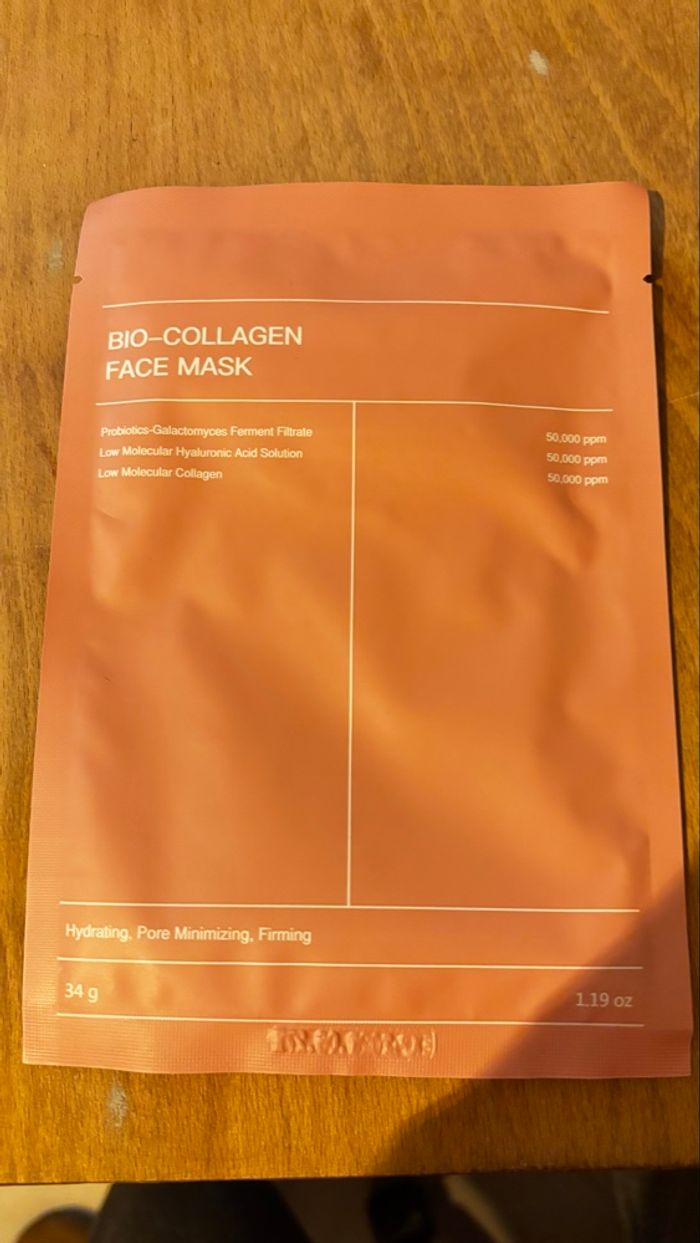 BIO–COLLAGEN
FACE MASK
Probiotics-Galactomyces Ferment Filtrate 50,000 ppm
Low Molecular Hyaluronic Acid Solution 50,000 ppm
Low Molecular Collagen 50,000 ppm
Hydrating, Pore Minimizing, Firming
34 g 1.19 oz